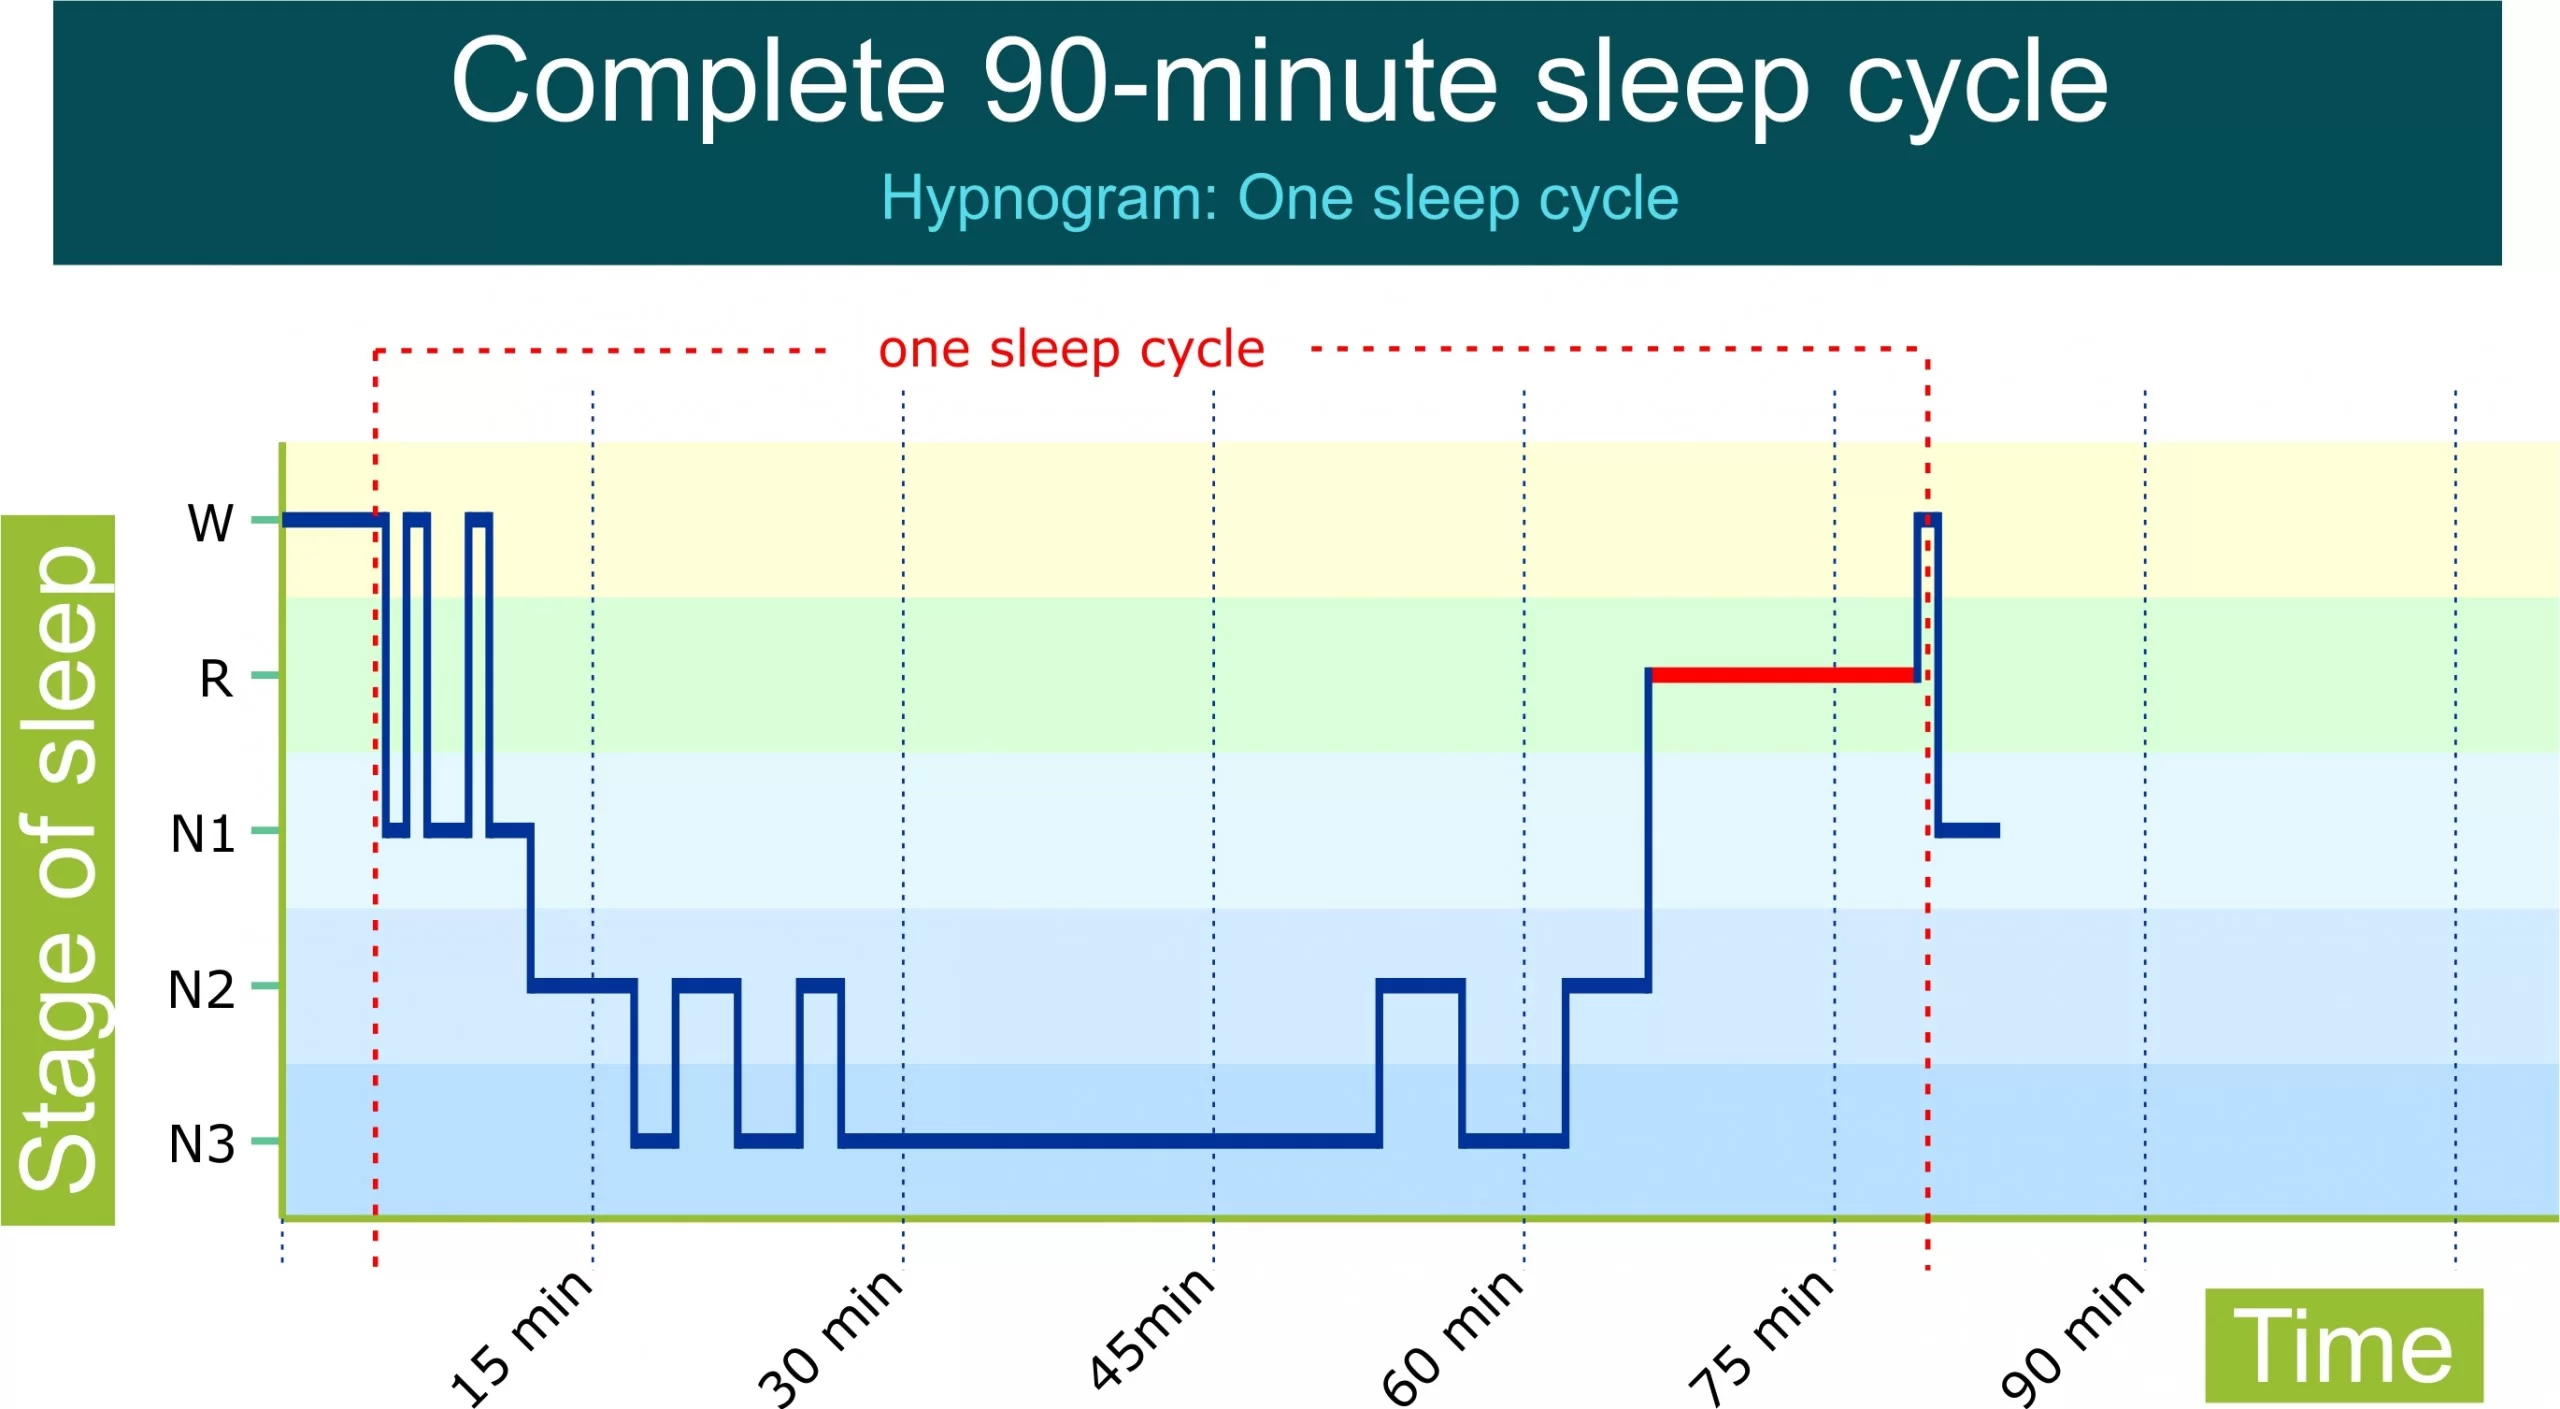 Complete 90-minute sleep cycle
Hypnogram: One sleep cycle
one sleep cycle
Stage of sleep
W
R
N1
N2
N3
15 min
30 min
45min
60 min
75 min
90 min
Time